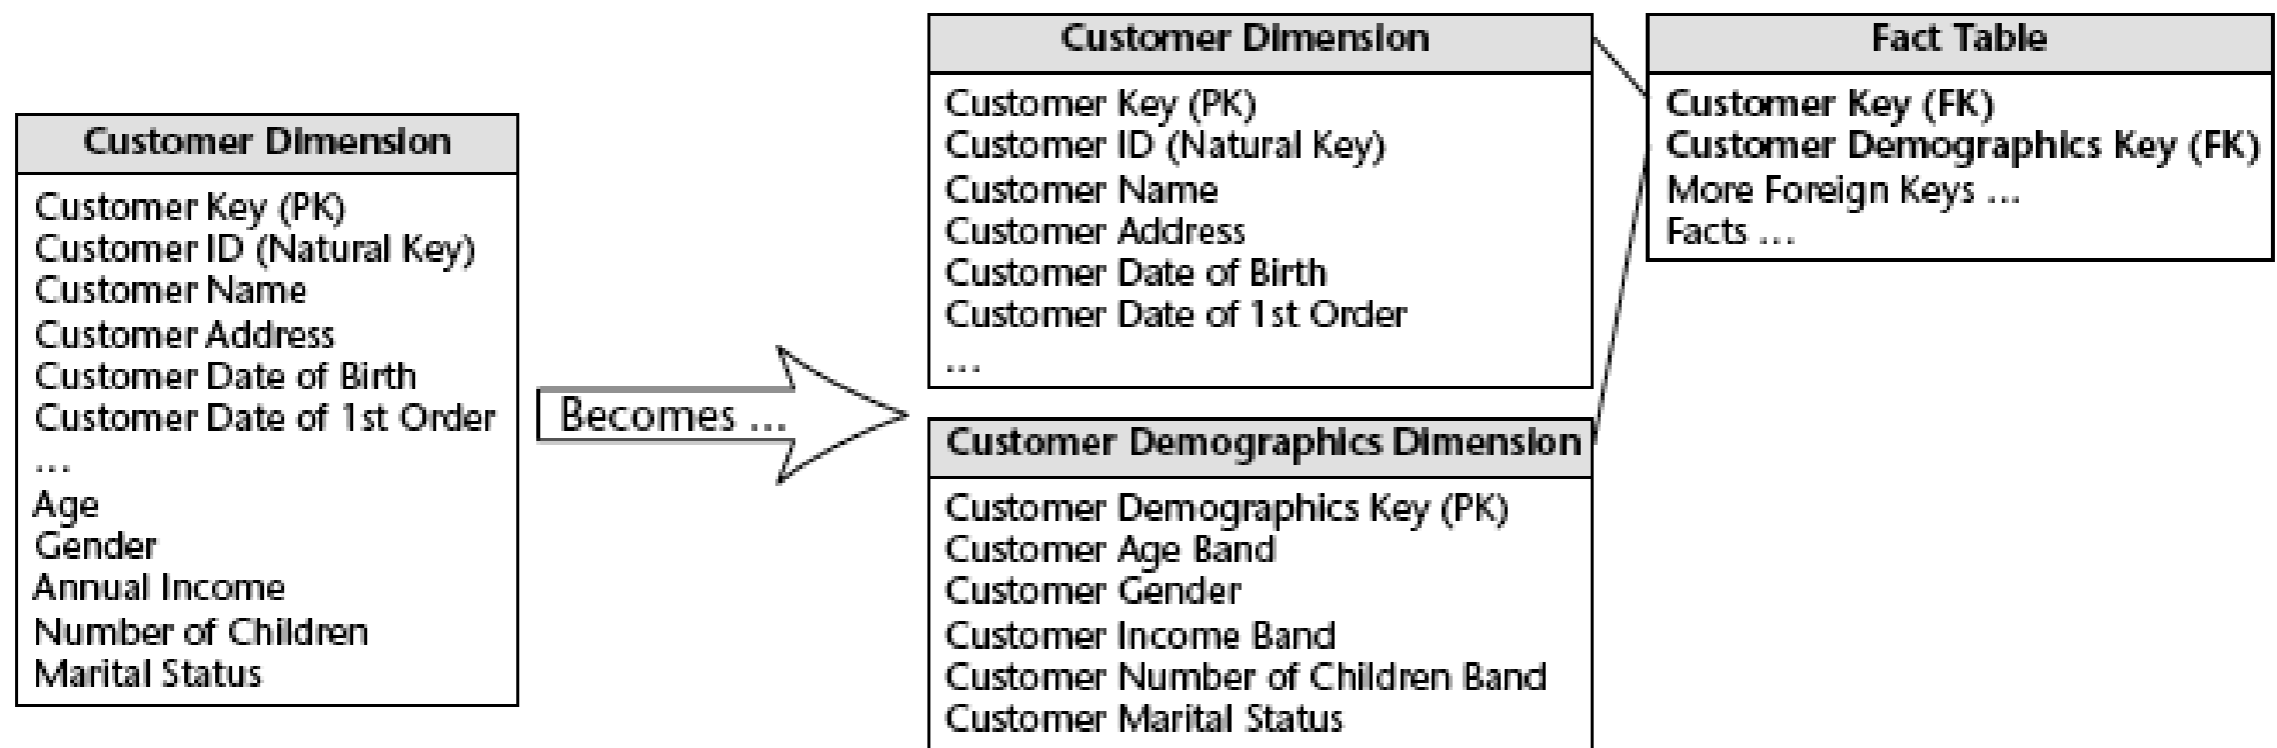 Customer Dimension
Customer Key (PK)
Customer ID (Natural Key)
Customer Name
Customer Address
Customer Date of Birth
Customer Date of 1st Order
...
Age
Gender
Annual Income
Number of Children
Marital Status
Becomes ...
Customer Dimension
Customer Key (PK)
Customer ID (Natural Key)
Customer Name
Customer Address
Customer Date of Birth
Customer Date of 1st Order
...
Customer Demographics Dimension
Customer Demographics Key (PK)
Customer Age Band
Customer Gender
Customer Income Band
Customer Number of Children Band
Customer Marital Status
Fact Table
Customer Key (FK)
Customer Demographics Key (FK)
More Foreign Keys ...
Facts ...